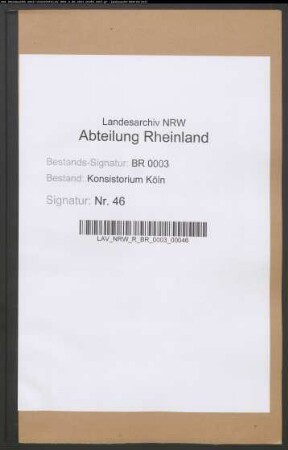 Landesarchiv NRW
Abteilung Rheinland
Bestands-Signatur: BR 0003
Bestand: Konsistorium Köln
Signatur: Nr. 46
LAV_NRW_R_BR_0003_00046